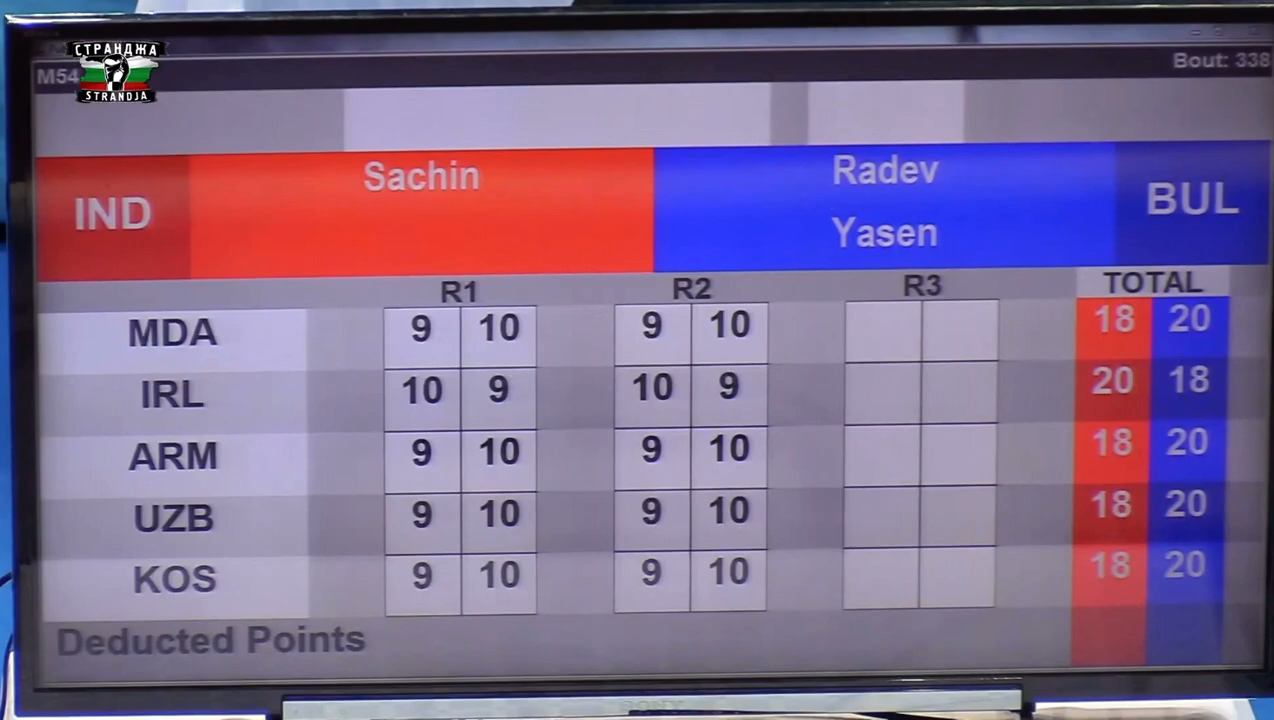 СТРАНДЖА
STRANDJA
M54
Bout: 338
IND Sachin Radev Yasen BUL
R1 R2 R3 TOTAL
MDA 9 10 9 10 18 20
IRL 10 9 10 9 20 18
ARM 9 10 9 10 18 20
UZB 9 10 9 10 18 20
KOS 9 10 9 10 18 20
Deducted Points
SONY